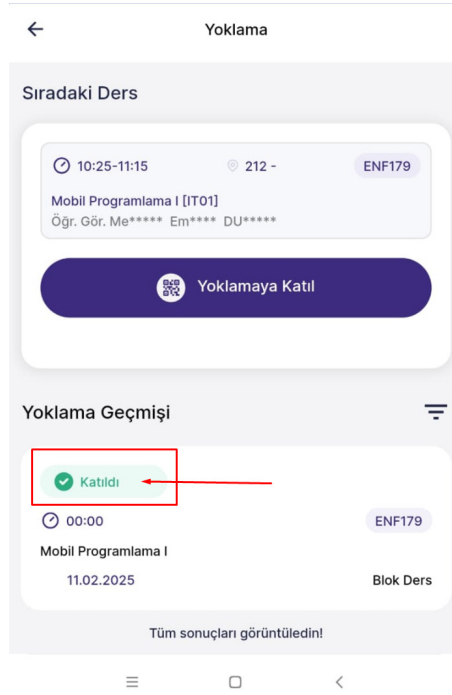 Yoklama
Sıradaki Ders
10:25-11:15 212 - ENF179
Mobil Programlama I [IT01]
Öğr. Gör. Me***** Em**** DU*****
Yoklamaya Katıl
Yoklama Geçmişi
Katıldı
00:00 ENF179
Mobil Programlama I
11.02.2025 Blok Ders
Tüm sonuçları görüntüledin!